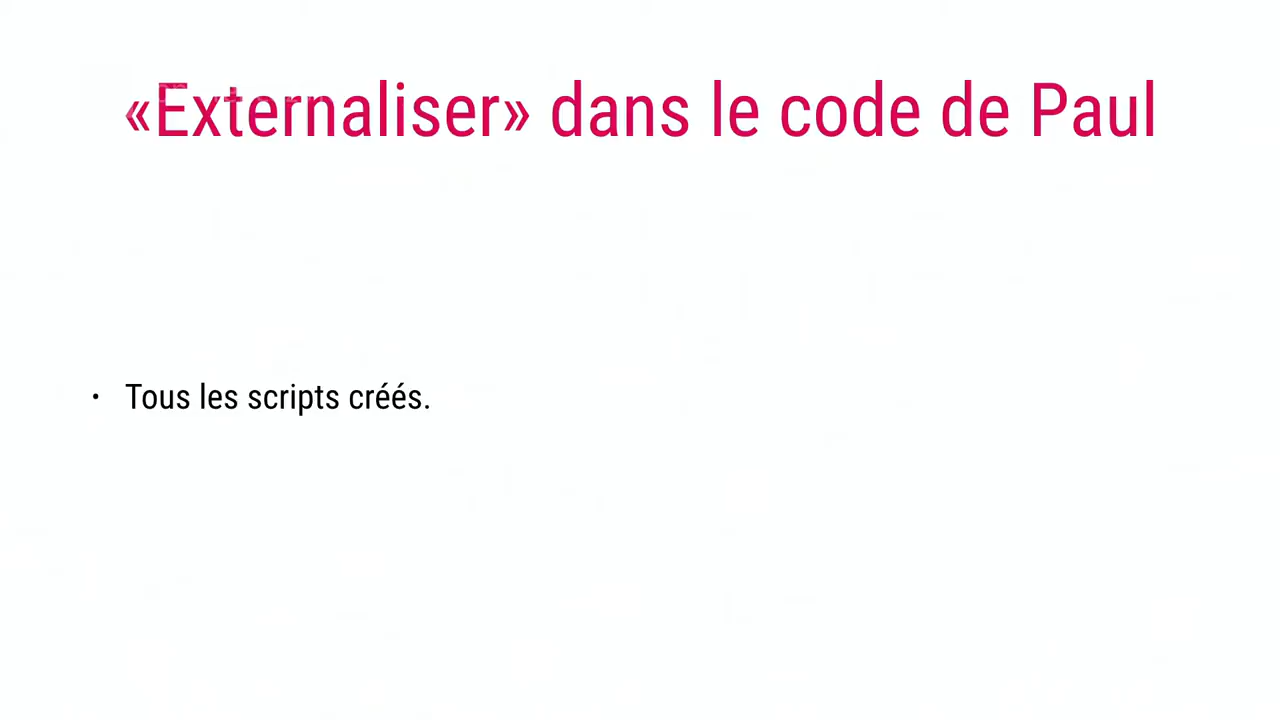 «Externaliser» dans le code de Paul
• Tous les scripts créés.